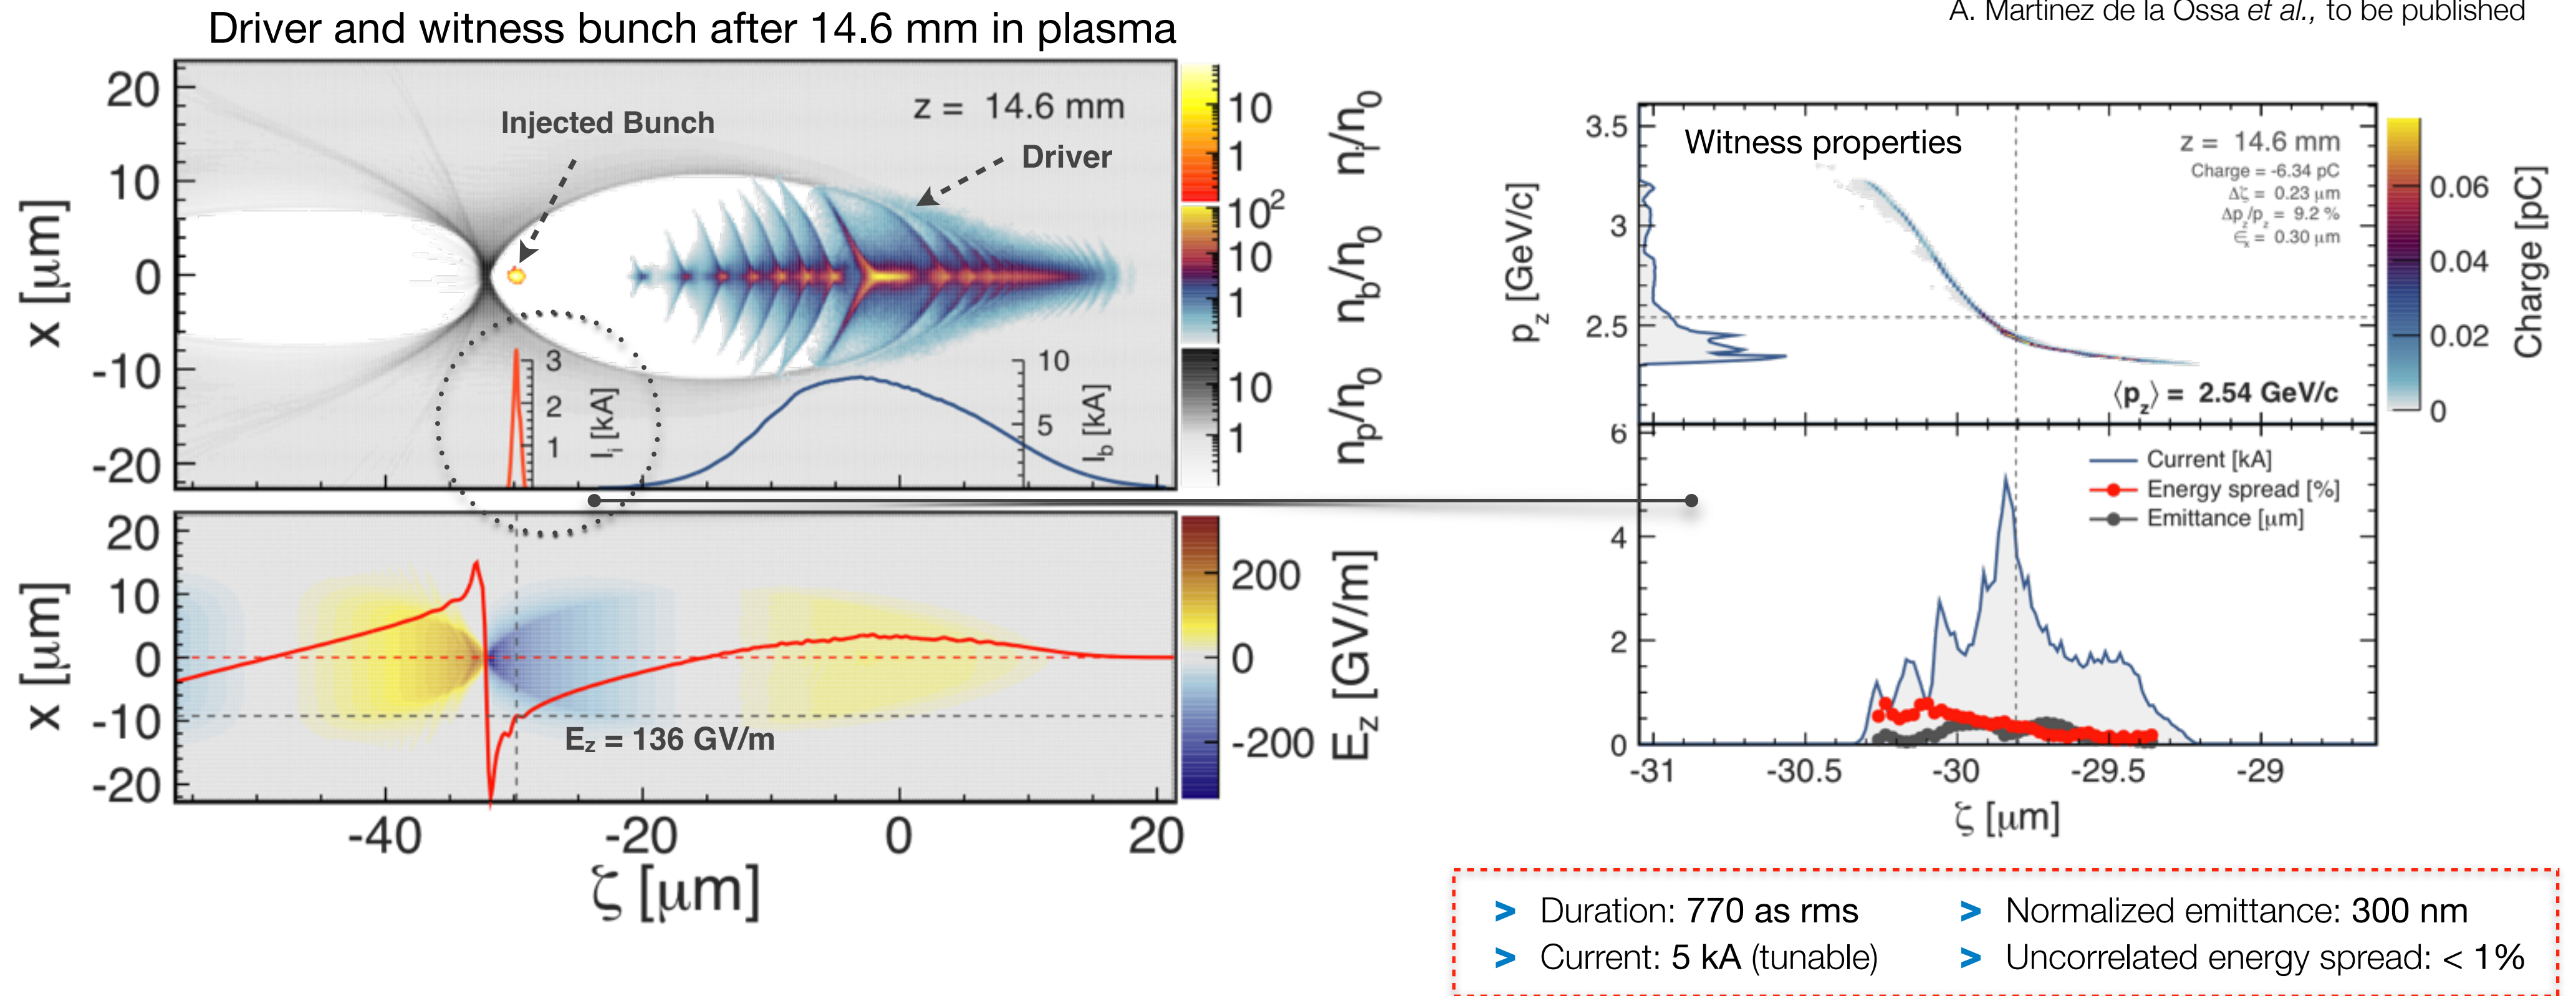 A. Martinez de la Ossa et al., to be published
Driver and witness bunch after 14.6 mm in plasma
x [μm]
20
10
0
-10
-20
Injected Bunch
z = 14.6 mm
Driver
3
2
1
I_i [kA]
10
5
I_b [kA]
10
1
n_i/n_0
10^2
10
1
n_b/n_0
10
1
n_p/n_0
x [μm]
20
10
0
-10
-20
E_z = 136 GV/m
200
0
-200
E_z [GV/m]
-40
-20
0
20
ζ [μm]
p_z [GeV/c]
3.5
3
2.5
Witness properties
z = 14.6 mm
Charge = -6.34 pC
Δζ = 0.23 μm
Δp_z/p_z = 9.2 %
ϵ_x = 0.30 μm
⟨p_z⟩ = 2.54 GeV/c
0.06
0.04
0.02
0
Charge [pC]
6
4
2
0
Current [kA]
Energy spread [%]
Emittance [μm]
-31
-30.5
-30
-29.5
-29
ζ [μm]
> Duration: 770 as rms
> Current: 5 kA (tunable)
> Normalized emittance: 300 nm
> Uncorrelated energy spread: < 1%